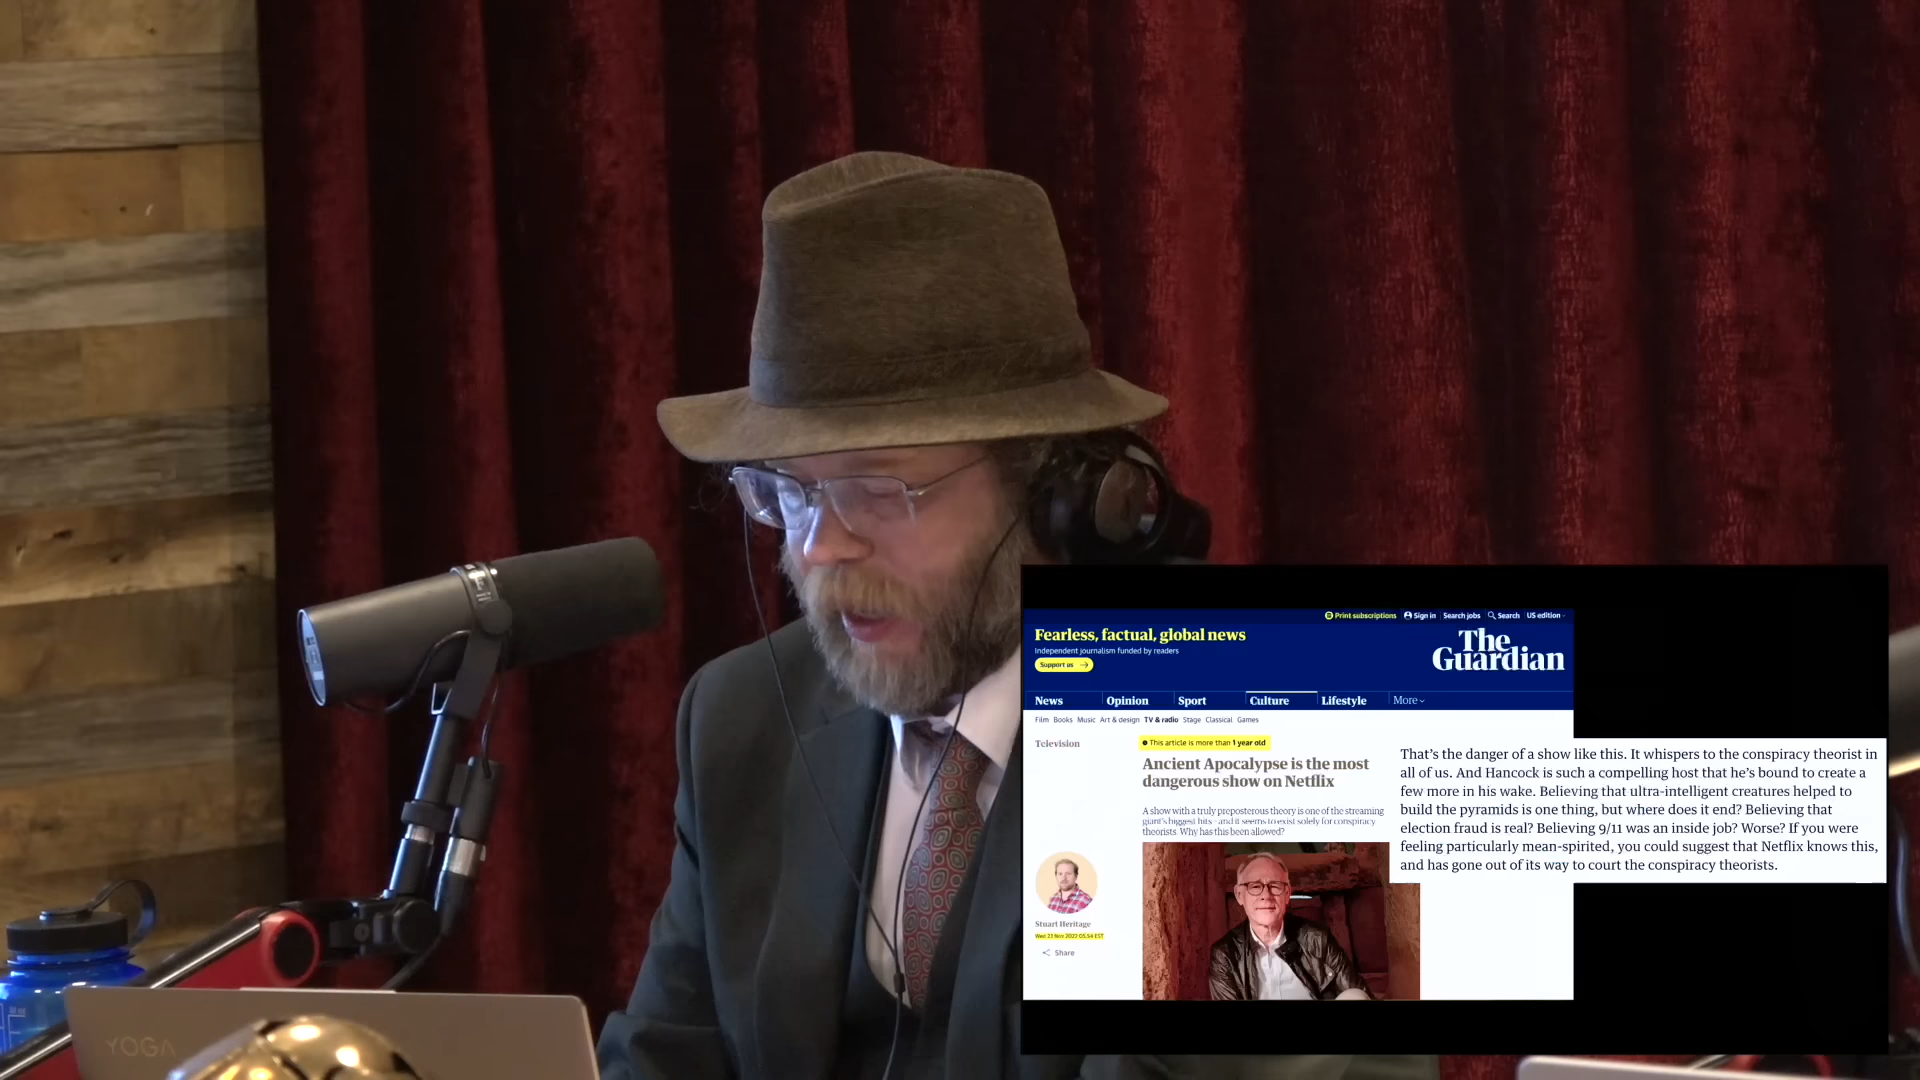 Print subscriptions
Sign in
Search jobs
Search
US edition
Fearless, factual, global news
Independent journalism funded by readers
Support us
The
Guardian
News
Opinion
Sport
Culture
Lifestyle
More
Film
Books
Music
Art & design
TV & radio
Stage
Classical
Games
Television
This article is more than 1 year old
Ancient Apocalypse is the most
dangerous show on Netflix
A show with a truly preposterous theory is one of the streaming
giant's biggest hits – and it seems to exist solely for conspiracy
theorists. Why has this been allowed?
Stuart Heritage
Wed 23 Nov 2022 05.54 EST
Share
That's the danger of a show like this. It whispers to the conspiracy theorist in
all of us. And Hancock is such a compelling host that he's bound to create a
few more in his wake. Believing that ultra-intelligent creatures helped to
build the pyramids is one thing, but where does it end? Believing that
election fraud is real? Believing 9/11 was an inside job? Worse? If you were
feeling particularly mean-spirited, you could suggest that Netflix knows this,
and has gone out of its way to court the conspiracy theorists.
YOGA